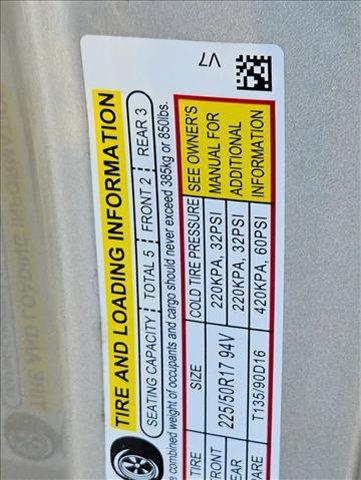 TIRE AND LOADING INFORMATION
SEATING CAPACITY TOTAL 5 FRONT 2 REAR 3
combined weight of occupants and cargo should never exceed 385kg or 850lbs.
TIRE SIZE COLD TIRE PRESSURE SEE OWNER'S MANUAL FOR ADDITIONAL INFORMATION
FRONT 225/50R17 94V 220KPA, 32PSI
EAR 220KPA, 32PSI
ARE T135/90D16 420KPA, 60PSI
V7